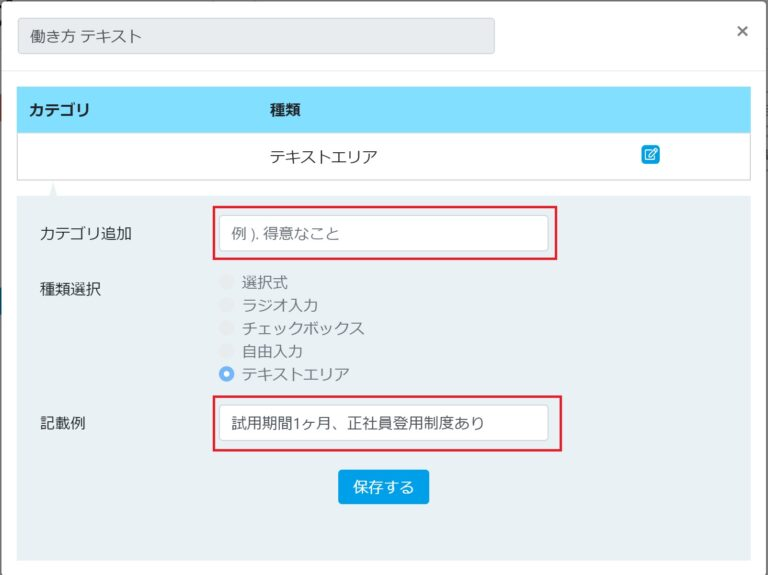 働き方 テキスト
×
カテゴリ 種類
テキストエリア
カテゴリ追加 例 ). 得意なこと
種類選択 選択式
ラジオ入力
チェックボックス
自由入力
テキストエリア
記載例 試用期間1ヶ月、正社員登用制度あり
保存する